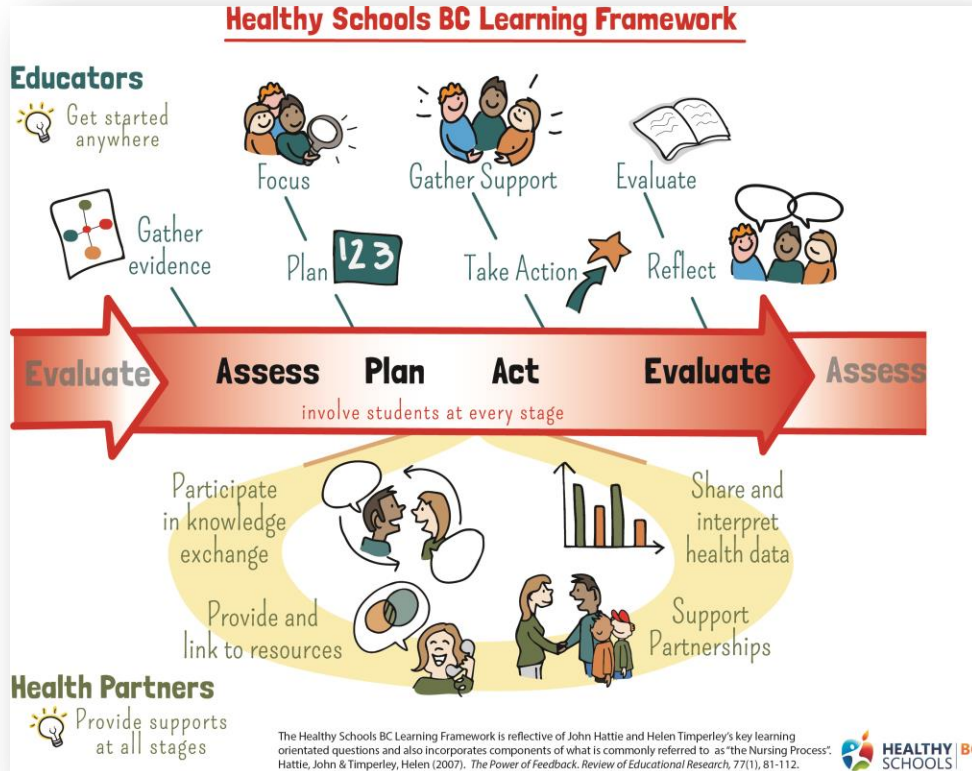 Healthy Schools BC Learning Framework
Educators
Get started
anywhere
Focus
Gather Support
Evaluate
Gather
evidence
Plan
123
Take Action
Reflect
Evaluate
Assess
Plan
Act
Evaluate
Assess
involve students at every stage
Participate
in knowledge
exchange
Share and
interpret
health data
Provide and
link to resources
Support
Partnerships
Health Partners
Provide supports
at all stages
The Healthy Schools BC Learning Framework is reflective of John Hattie and Helen Timperley's key learning
orientated questions and also incorporates components of what is commonly referred to as "the Nursing Process".
Hattie, John & Timperley, Helen (2007). The Power of Feedback. Review of Educational Research, 77(1), 81-112.
HEALTHY
SCHOOLS
BC